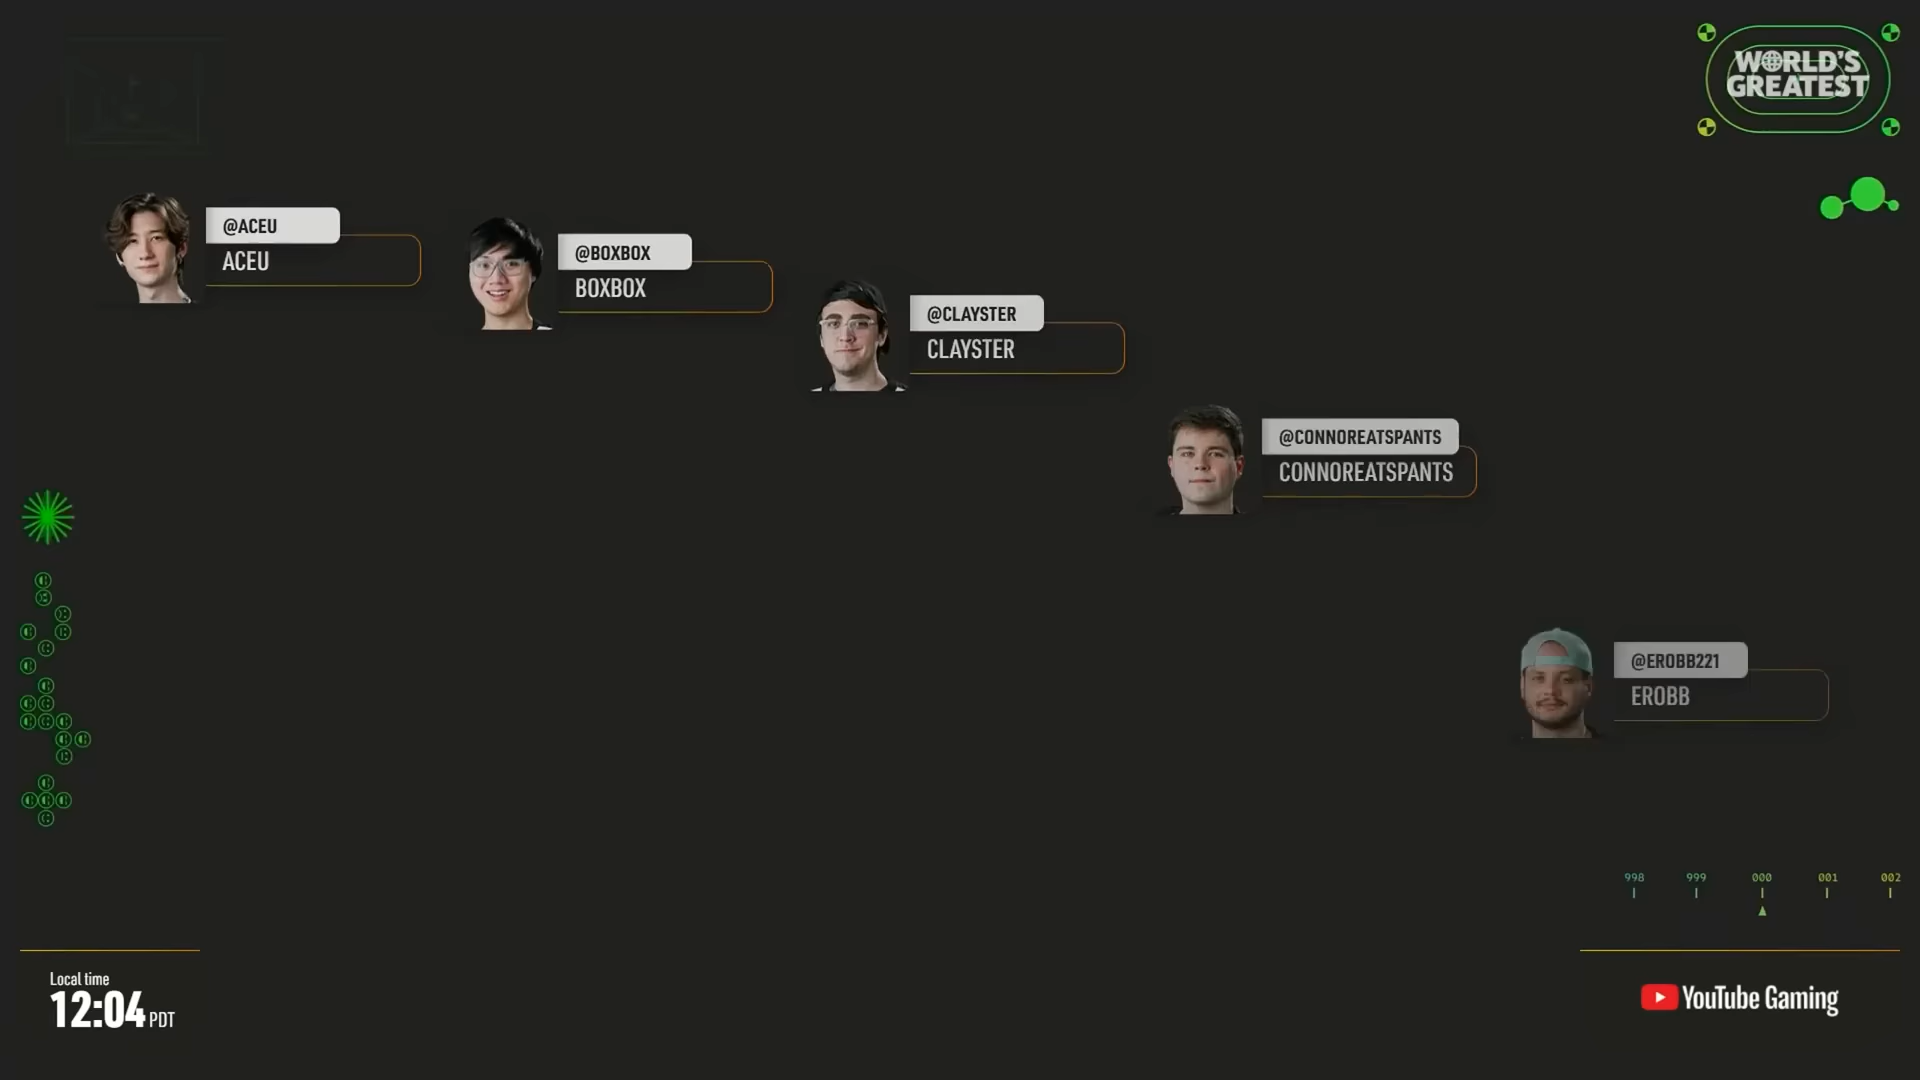 WORLD'S
GREATEST
@ACEU
ACEU
@BOXBOX
BOXBOX
@CLAYSTER
CLAYSTER
@CONNOREATSPANTS
CONNOREATSPANTS
@EROBB221
EROBB
998 999 000 001 002
Local time
12:04 PDT
YouTube Gaming